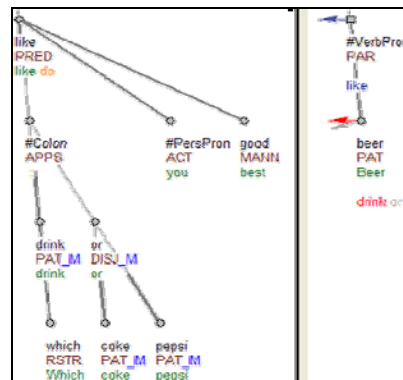 like
PRED
like do
#Colon
APPS
#PersPron
ACT
you
good
MANN
best
drink
PAT_M
drink
or
DISJ_M
or
which
RSTR
Which
coke
PAT_M
coke
pepsi
PAT_M
pepsi
#VerbPron
PAR
like
beer
PAT
Beer
drink or